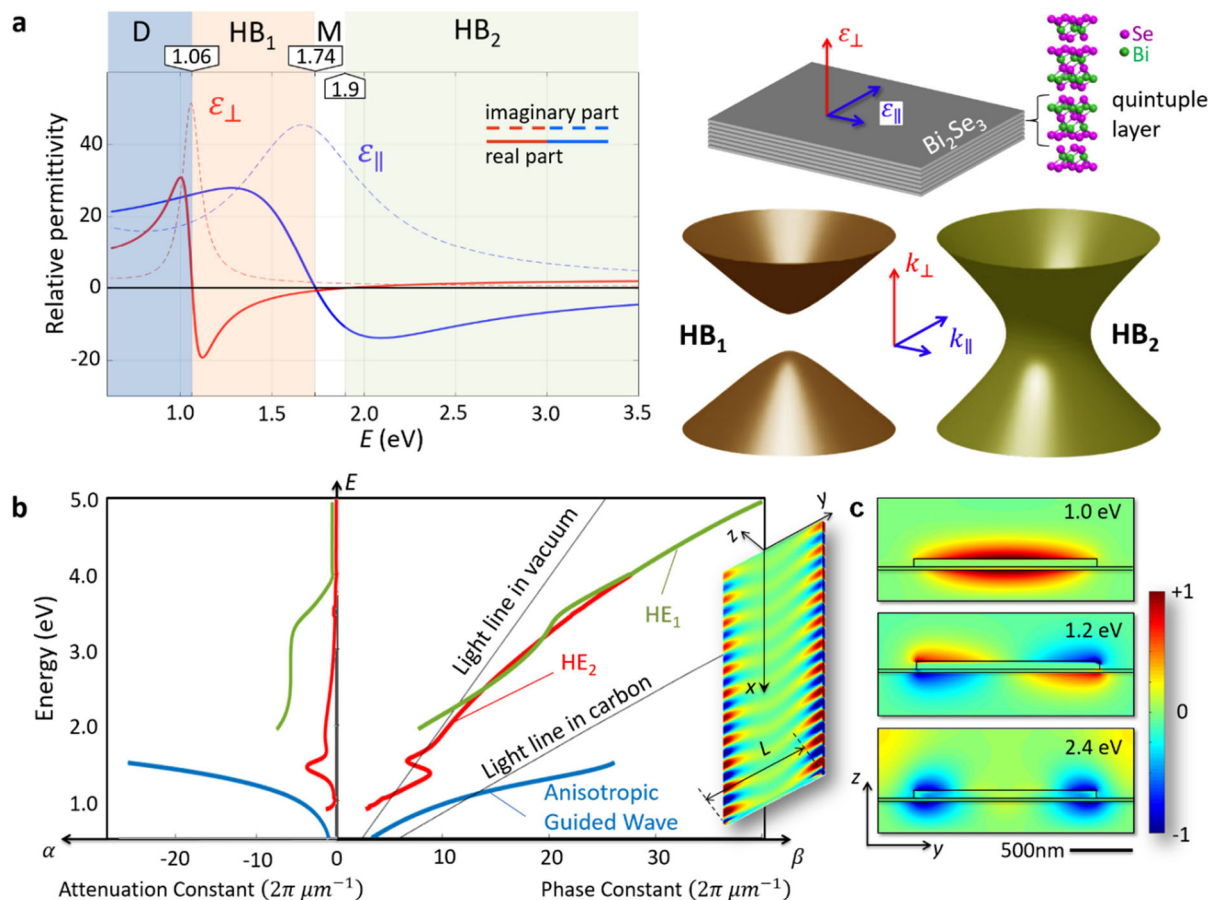 a
D HB₁ M HB₂
1.06 1.74 1.9
ε⊥
ε∥
imaginary part
real part
Relative permittivity
40
20
0
-20
1.0 1.5 2.0 2.5 3.0 3.5
E (eV)
ε⊥
ε∥
Bi₂Se₃
Se
Bi
quintuple
layer
HB₁
k⊥
k∥
HB₂
b
E
Energy (eV)
5.0
4.0
3.0
2.0
1.0
Light line in vacuum
HE₁
HE₂
Light line in carbon
Anisotropic
Guided Wave
y
z
x
L
α -20 -10 0 10 20 30 β
Attenuation Constant (2π μm⁻¹) Phase Constant (2π μm⁻¹)
c
1.0 eV
1.2 eV
2.4 eV
+1
0
-1
z
y
500nm